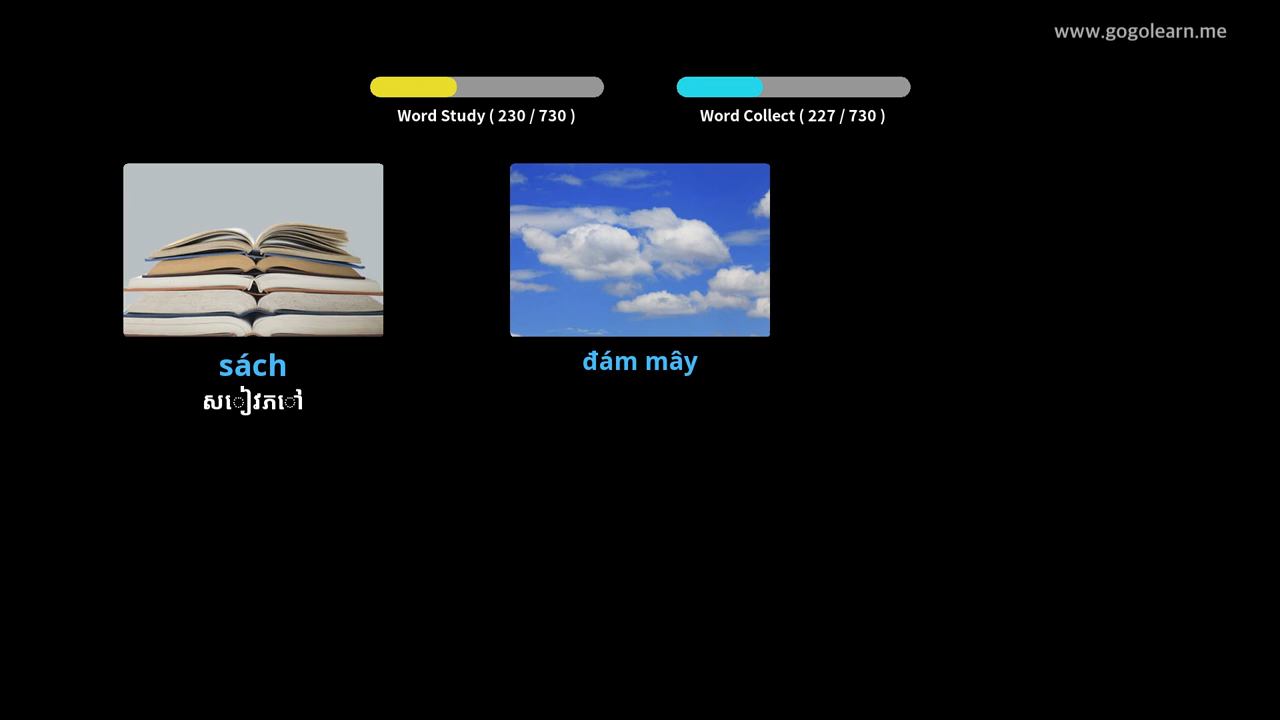 www.gogolearn.me
Word Study ( 230 / 730 )
Word Collect ( 227 / 730 )
sách
đám mây
សៀវភៅ